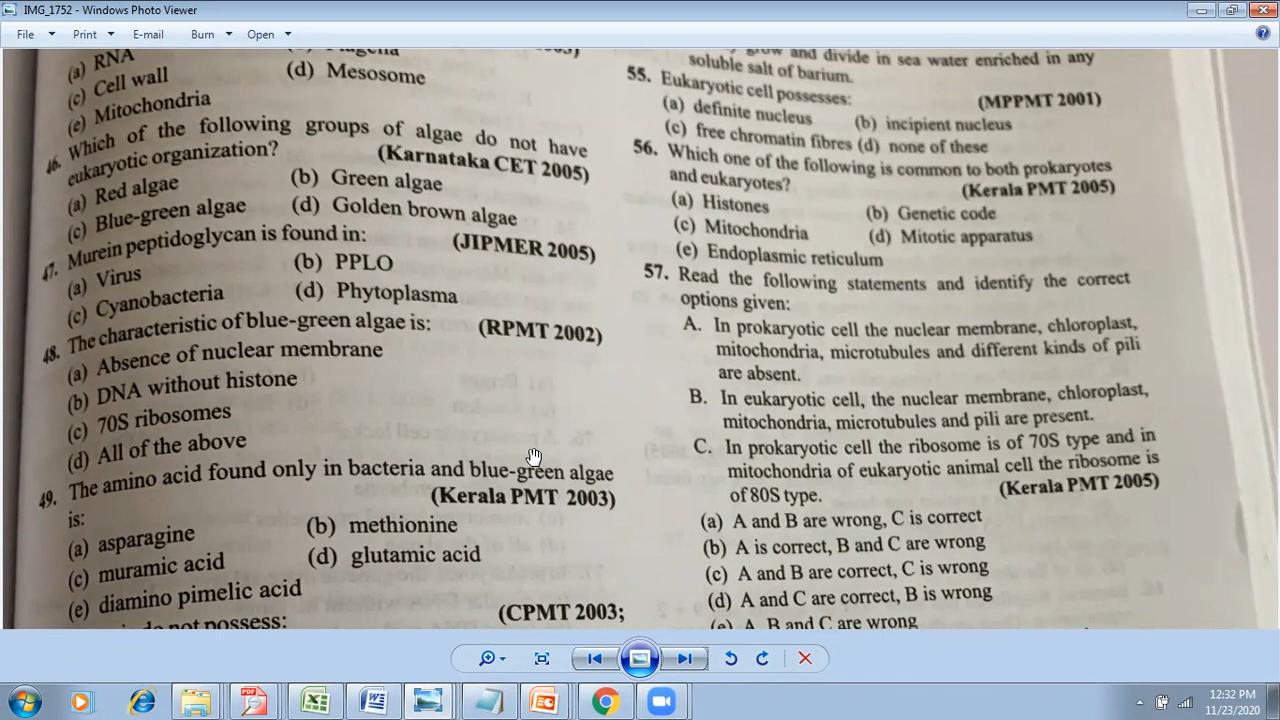 IMG_1752 - Windows Photo Viewer
File Print E-mail Burn Open
(a) RNA
(c) Cell wall
(d) Mesosome
(e) Mitochondria
46. Which of the following groups of algae do not have
eukaryotic organization?
(Karnataka CET 2005)
(a) Red algae
(b) Green algae
(c) Blue-green algae
(d) Golden brown algae
47. Murein peptidoglycan is found in:
(JIPMER 2005)
(a) Virus
(b) PPLO
(c) Cyanobacteria
(d) Phytoplasma
48. The characteristic of blue-green algae is:
(RPMT 2002)
(a) Absence of nuclear membrane
(b) DNA without histone
(c) 70S ribosomes
(d) All of the above
49. The amino acid found only in bacteria and blue-green algae
is:
(Kerala PMT 2003)
(a) asparagine
(b) methionine
(c) muramic acid
(d) glutamic acid
(e) diamino pimelic acid
do not possess:
(CPMT 2003;
grow and divide in sea water enriched in any
soluble salt of barium.
55. Eukaryotic cell possesses:
(MPPMT 2001)
(a) definite nucleus
(b) incipient nucleus
(c) free chromatin fibres (d) none of these
56. Which one of the following is common to both prokaryotes
and eukaryotes?
(Kerala PMT 2005)
(a) Histones
(b) Genetic code
(c) Mitochondria
(d) Mitotic apparatus
(e) Endoplasmic reticulum
57. Read the following statements and identify the correct
options given:
A. In prokaryotic cell the nuclear membrane, chloroplast,
mitochondria, microtubules and different kinds of pili
are absent.
B. In eukaryotic cell, the nuclear membrane, chloroplast,
mitochondria, microtubules and pili are present.
C. In prokaryotic cell the ribosome is of 70S type and in
mitochondria of eukaryotic animal cell the ribosome is
of 80S type.
(Kerala PMT 2005)
(a) A and B are wrong, C is correct
(b) A is correct, B and C are wrong
(c) A and B are correct, C is wrong
(d) A and C are correct, B is wrong
(e) A, B and C are wrong
12:32 PM
11/23/2020